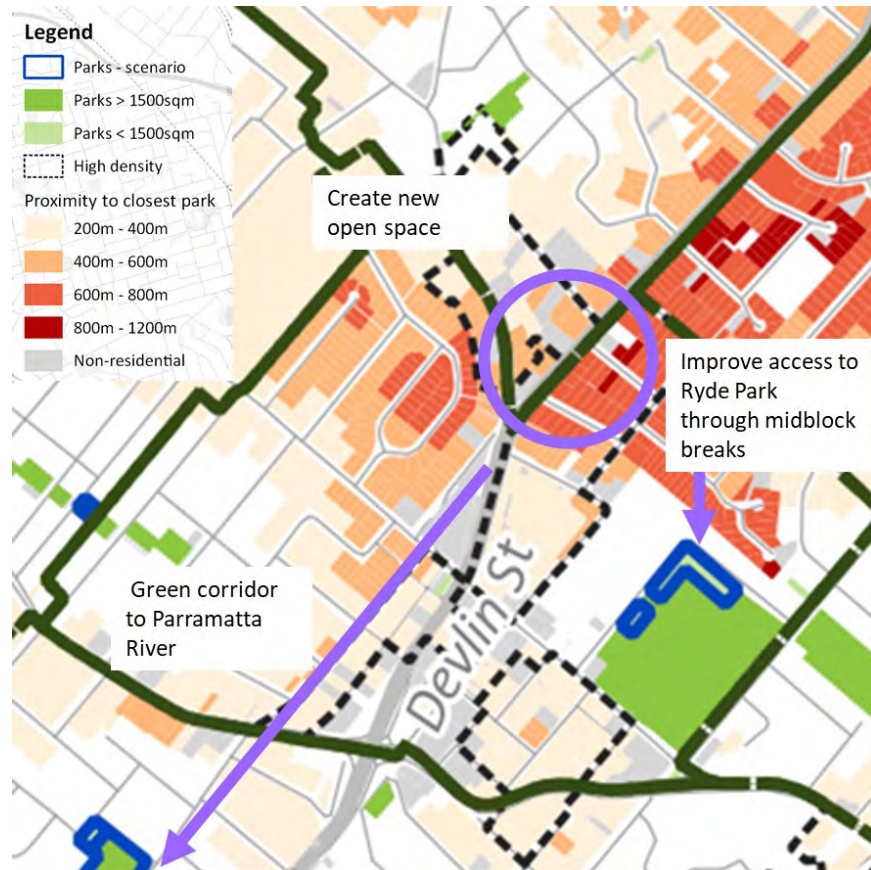 Legend
Parks - scenario
Parks > 1500sqm
Parks < 1500sqm
High density
Proximity to closest park
200m - 400m
400m - 600m
600m - 800m
800m - 1200m
Non-residential
Create new
open space
Improve access to
Ryde Park
through midblock
breaks
Green corridor
to Parramatta
River
Devlin St